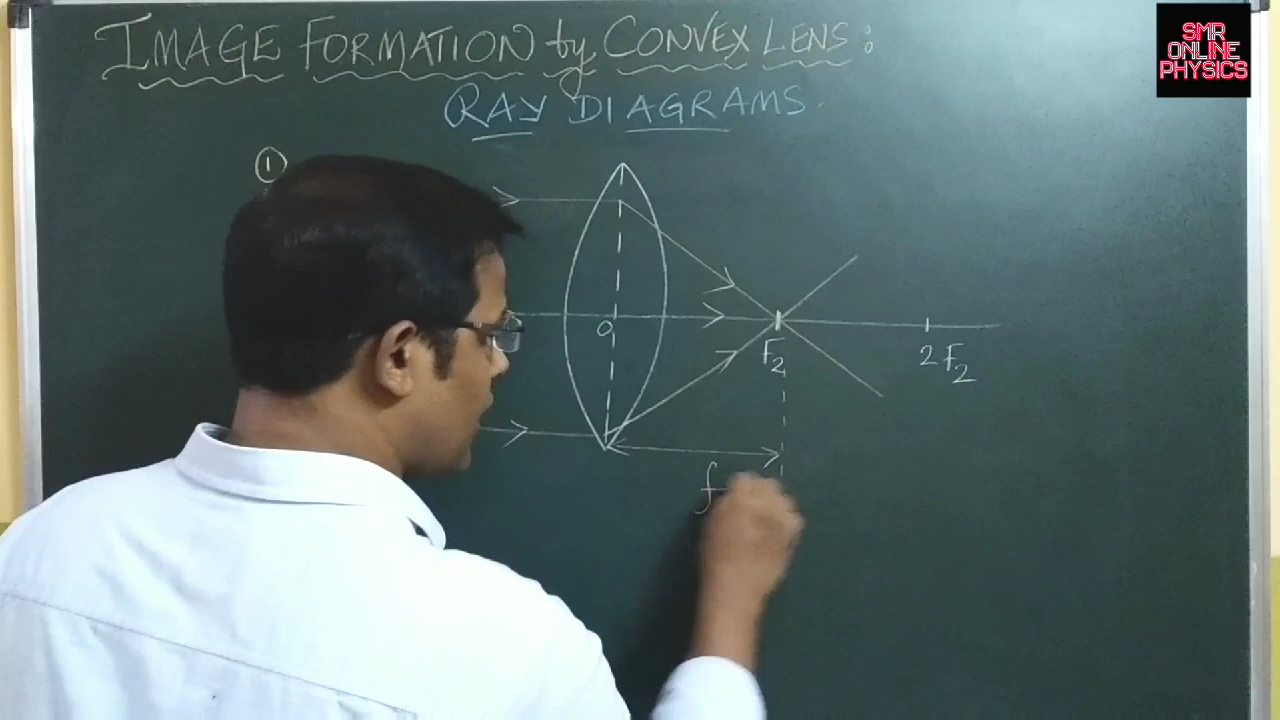 SMR
ONLINE
PHYSICS
IMAGE FORMATION by CONVEX LENS:
RAY DIAGRAMS.
1
O
F2
2F2
f